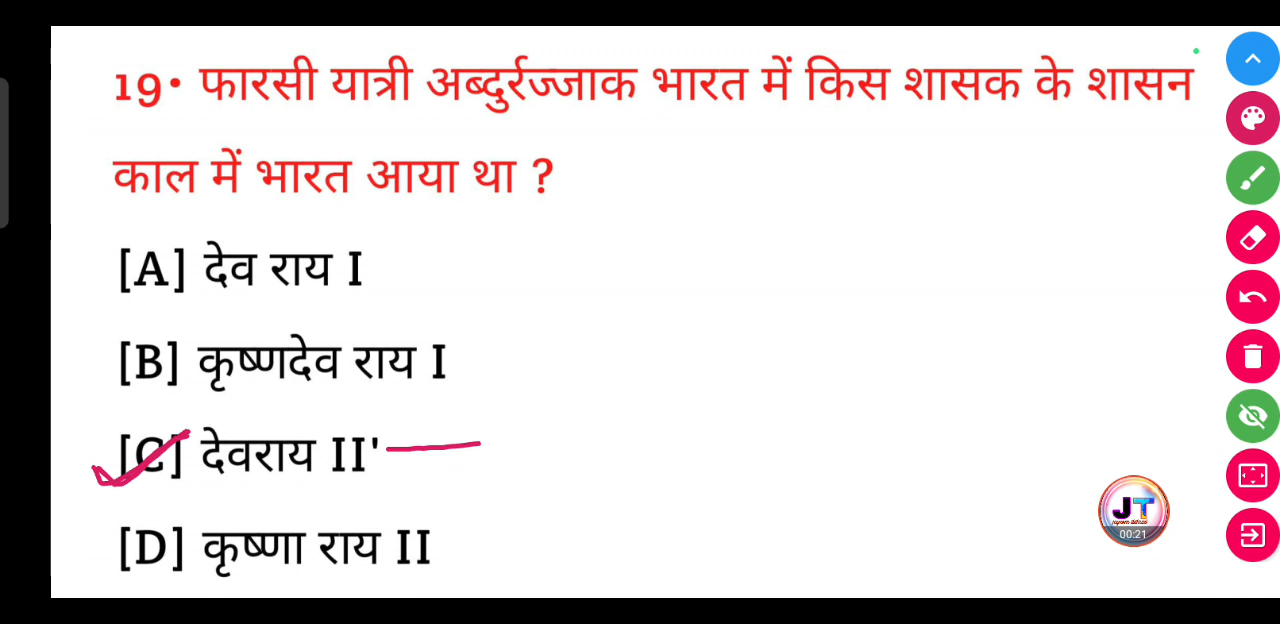 19• फारसी यात्री अब्दुर्रज्जाक भारत में किस शासक के शासन
काल में भारत आया था ?
[A] देव राय I
[B] कृष्णदेव राय I
[C] देवराय II'
[D] कृष्णा राय II
JT
00:21